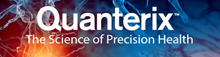 Quanterix™
The Science of Precision Health